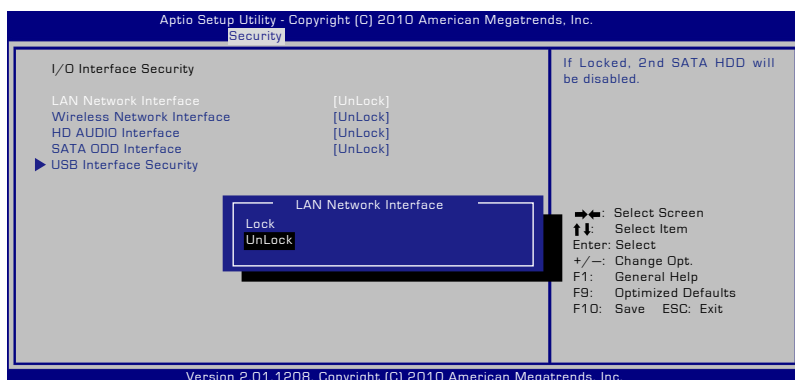 Aptio Setup Utility - Copyright (C) 2010 American Megatrends, Inc.
Security
I/O Interface Security
LAN Network Interface [UnLock]
Wireless Network Interface [UnLock]
HD AUDIO Interface [UnLock]
SATA ODD Interface [UnLock]
USB Interface Security
If Locked, 2nd SATA HDD will
be disabled.
LAN Network Interface
Lock
UnLock
: Select Screen
: Select Item
Enter: Select
+/—: Change Opt.
F1: General Help
F9: Optimized Defaults
F10: Save ESC: Exit
Version 2.01.1208. Copyright (C) 2010 American Megatrends, Inc.